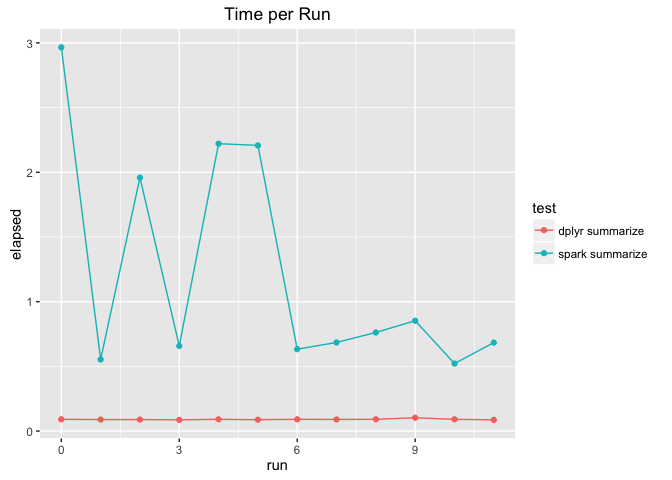 Time per Run
3
2
1
0
elapsed
0 3 6 9
run
test
dplyr summarize
spark summarize